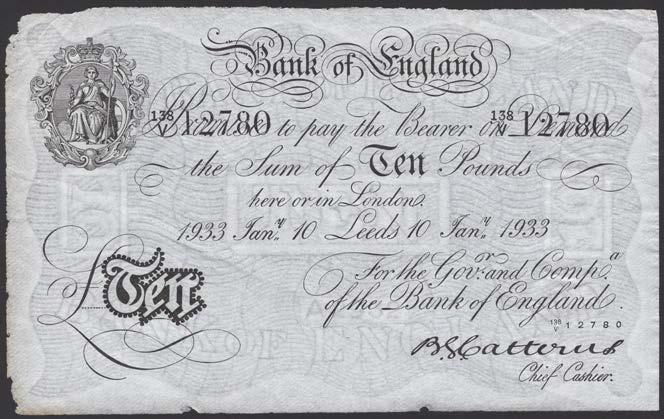 Bank of England
I Promise to pay the Bearer on Demand
138/V 12780 138/V 12780
the Sum of Ten Pounds
here or in London.
1933 Janʸ 10 Leeds 10 Janʸ 1933
For the Govʳ and Compᵃ
of the Bank of England.
£Ten
138/V 12780
B.G. Catterns
Chief Cashier.